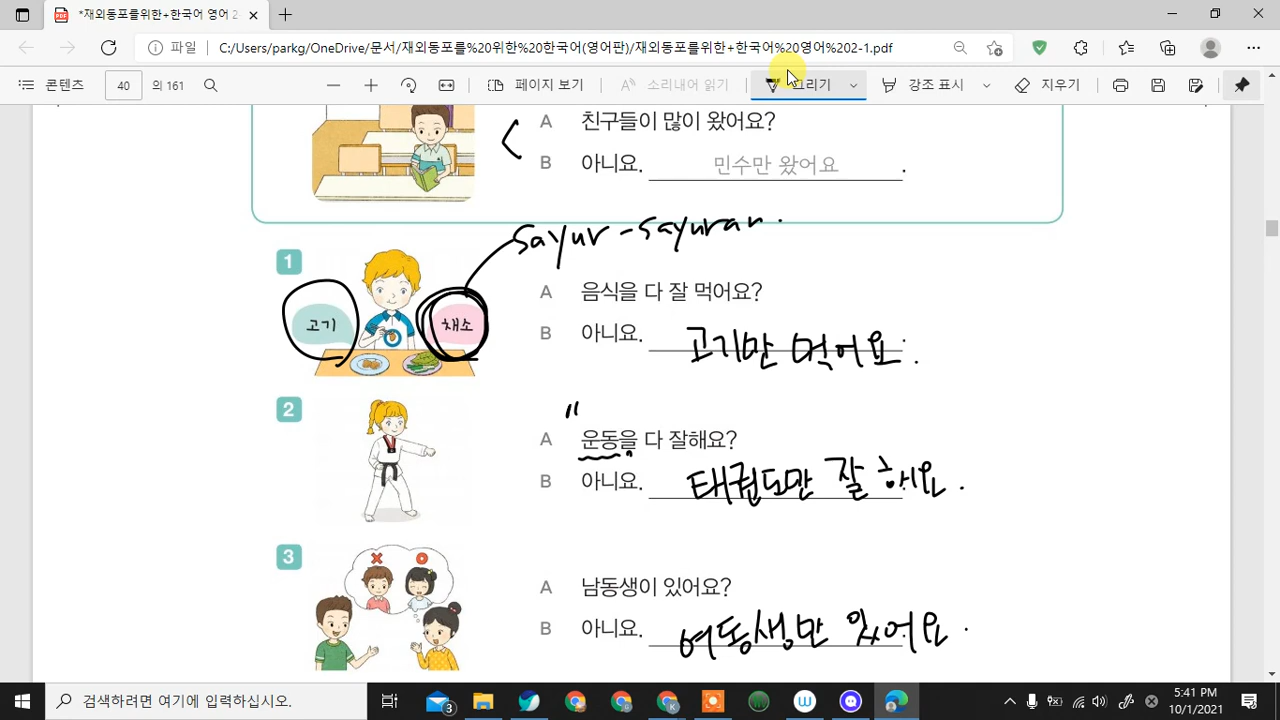 *재외동포를위한+한국어 영어 2
파일
C:/Users/parkg/OneDrive/문서/재외동포를%20위한%20한국어(영어판)/재외동포를위한+한국어%20영어%202-1.pdf
콘텐츠
40
의 161
페이지 보기
소리내어 읽기
그리기
강조 표시
지우기
A 친구들이 많이 왔어요?
B 아니요. 민수만 왔어요.
sayur-sayuran.
1
고기
채소
A 음식을 다 잘 먹어요?
B 아니요. 고기만 먹어요.
2
A 운동을 다 잘해요?
B 아니요. 태권도만 잘 해요.
3
A 남동생이 있어요?
B 아니요. 여동생만 있어요.
검색하려면 여기에 입력하십시오.
3
5:41 PM
10/1/2021